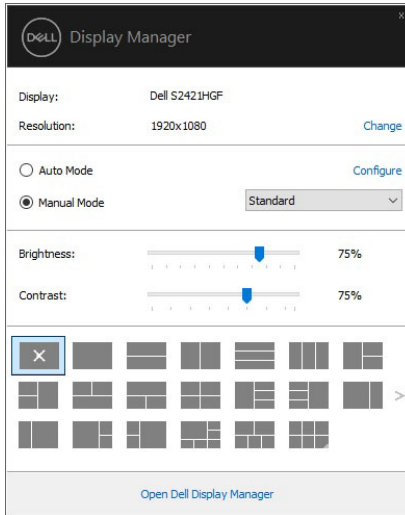 x
DELL Display Manager
Display: Dell S2421HGF
Resolution: 1920x1080 Change
Auto Mode Configure
Manual Mode Standard
Brightness: 75%
Contrast: 75%
Open Dell Display Manager